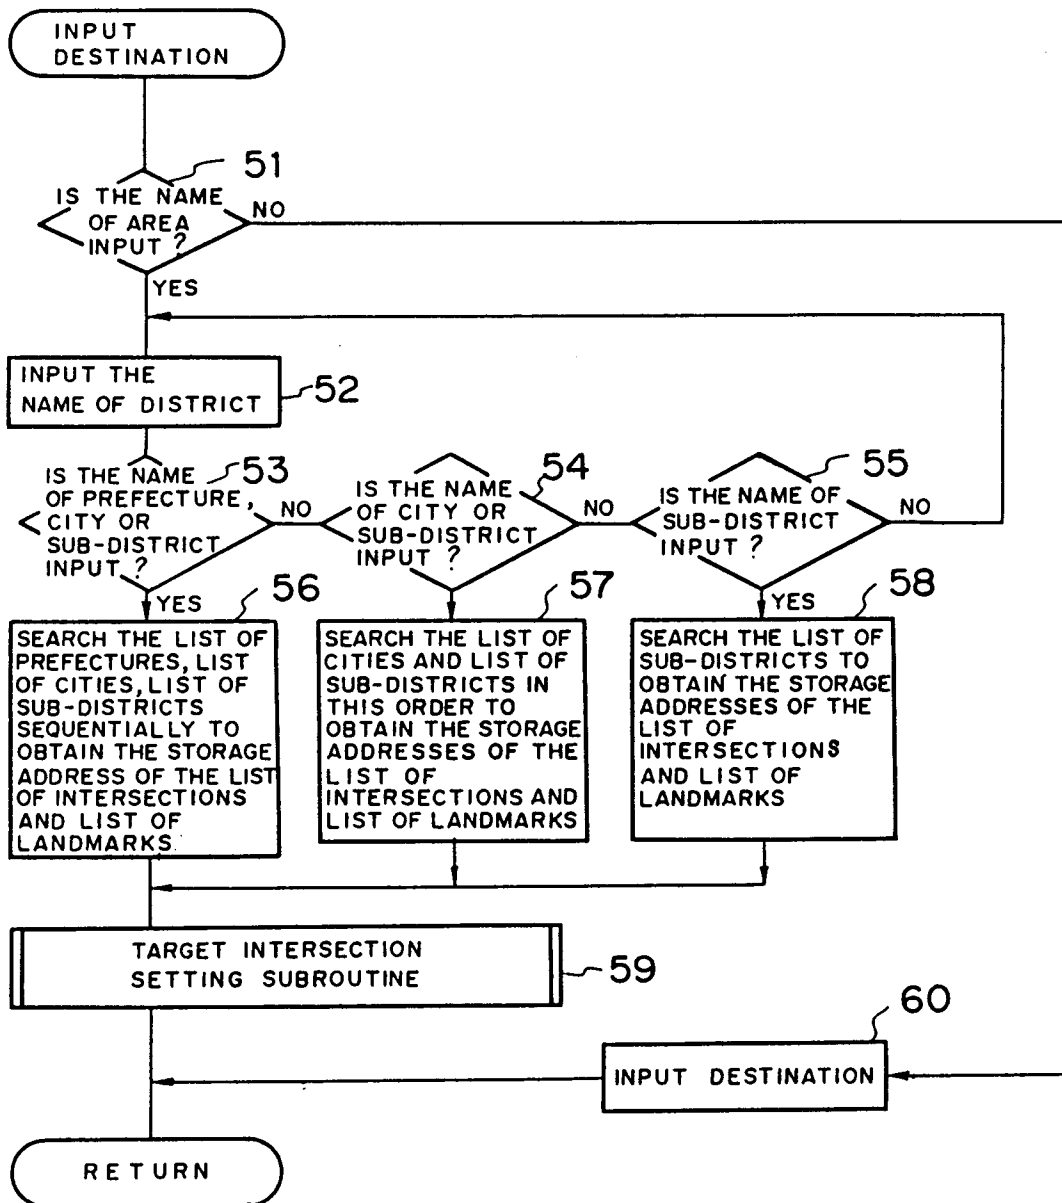 INPUT
DESTINATION
51
IS THE NAME
OF AREA
INPUT ?
NO
YES
INPUT THE
NAME OF DISTRICT
52
IS THE NAME
OF PREFECTURE,
CITY OR
SUB-DISTRICT
INPUT ?
53
NO
YES
IS THE NAME
OF CITY OR
SUB-DISTRICT
INPUT ?
54
NO
IS THE NAME OF
SUB-DISTRICT
INPUT ?
55
NO
YES
56
SEARCH THE LIST OF
PREFECTURES, LIST
OF CITIES, LIST OF
SUB-DISTRICTS
SEQUENTIALLY TO
OBTAIN THE STORAGE
ADDRESS OF THE LIST
OF INTERSECTIONS
AND LIST OF
LANDMARKS.
57
SEARCH THE LIST OF
CITIES AND LIST OF
SUB-DISTRICTS IN
THIS ORDER TO
OBTAIN THE STORAGE
ADDRESSES OF THE
LIST OF
INTERSECTIONS AND
LIST OF LANDMARKS
58
SEARCH THE LIST OF
SUB-DISTRICTS TO
OBTAIN THE STORAGE
ADDRESSES OF THE
LIST OF
INTERSECTIONS
AND LIST OF
LANDMARKS
TARGET INTERSECTION
SETTING SUBROUTINE
59
60
INPUT DESTINATION
RETURN